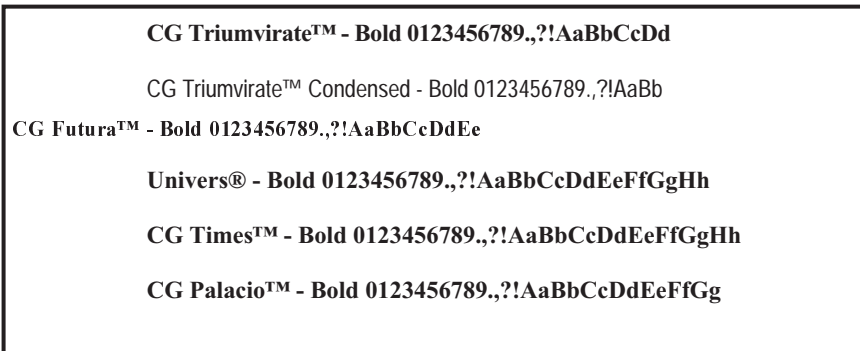 CG Triumvirate™ - Bold 0123456789.,?!AaBbCcDd
CG Triumvirate™ Condensed - Bold 0123456789.,?!AaBb
CG Futura™ - Bold 0123456789.,?!AaBbCcDdEe
Univers® - Bold 0123456789.,?!AaBbCcDdEeFfGgHh
CG Times™ - Bold 0123456789.,?!AaBbCcDdEeFfGgHh
CG Palacio™ - Bold 0123456789.,?!AaBbCcDdEeFfGg